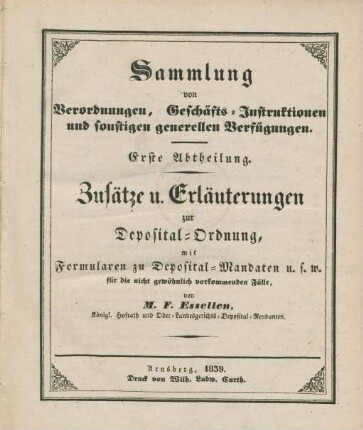 Sammlung
von
Verordnungen, Geschäfts-Instruktionen
und sonstigen generellen Verfügungen.
Erste Abtheilung.
Zusätze u. Erläuterungen
zur
Deposital-Ordnung,
mit
Formularen zu Deposital-Mandaten u. s. w.
für die nicht gewöhnlich vorkommenden Fälle,
von
M. F. Essellen,
Königl. Hofrath und Ober-Landesgerichts-Deposital-Rendanten.
Arnsberg, 1839.
Druck von Wilh. Ludw. Curth.